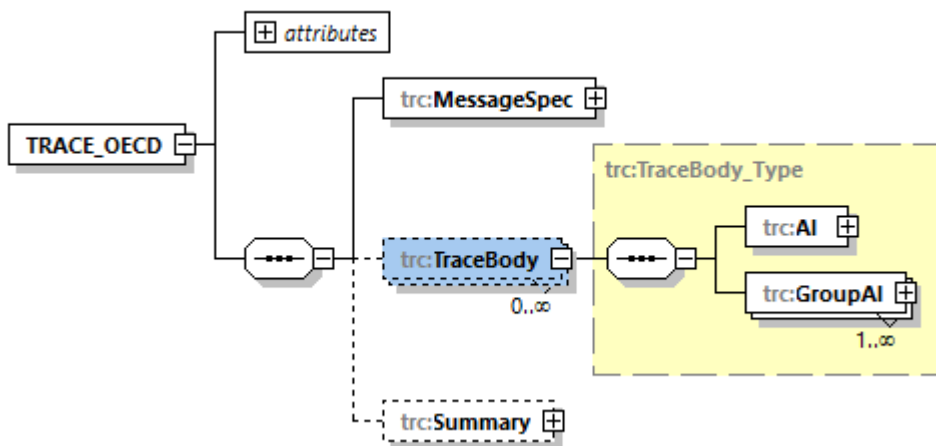 attributes
trc:MessageSpec
TRACE_OECD
trc:TraceBody_Type
trc:AI
trc:TraceBody
0..∞
trc:GroupAI
1..∞
trc:Summary